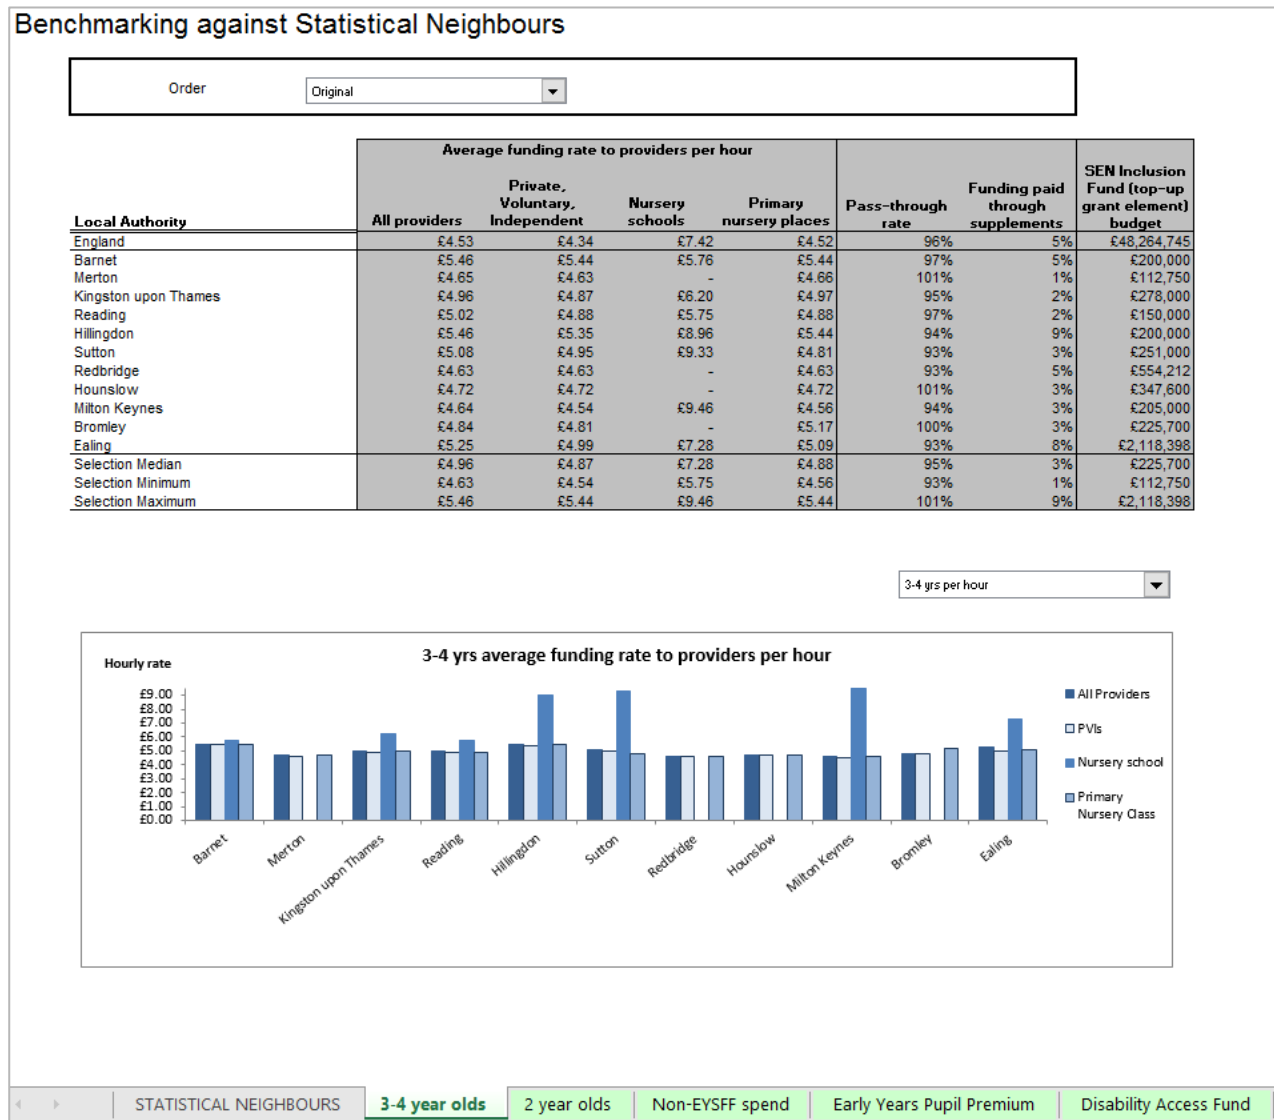 Benchmarking against Statistical Neighbours
Order Original
Average funding rate to providers per hour
Local Authority All providers Private, Voluntary, Independent Nursery schools Primary nursery places Pass-through rate Funding paid through supplements SEN Inclusion Fund (top-up grant element) budget
England £4.53 £4.34 £7.42 £4.52 96% 5% £48,264,745
Barnet £5.46 £5.44 £5.76 £5.44 97% 5% £200,000
Merton £4.65 £4.63 - £4.66 101% 1% £112,750
Kingston upon Thames £4.96 £4.87 £6.20 £4.97 95% 2% £278,000
Reading £5.02 £4.88 £5.75 £4.88 97% 2% £150,000
Hillingdon £5.46 £5.35 £8.96 £5.44 94% 9% £200,000
Sutton £5.08 £4.95 £9.33 £4.81 93% 3% £251,000
Redbridge £4.63 £4.63 - £4.63 93% 5% £554,212
Hounslow £4.72 £4.72 - £4.72 101% 3% £347,600
Milton Keynes £4.64 £4.54 £9.46 £4.56 94% 3% £205,000
Bromley £4.84 £4.81 - £5.17 100% 3% £225,700
Ealing £5.25 £4.99 £7.28 £5.09 93% 8% £2,118,398
Selection Median £4.96 £4.87 £7.28 £4.88 95% 3% £225,700
Selection Minimum £4.63 £4.54 £5.75 £4.56 93% 1% £112,750
Selection Maximum £5.46 £5.44 £9.46 £5.44 101% 9% £2,118,398
3-4 yrs per hour
3-4 yrs average funding rate to providers per hour
Hourly rate
£9.00
£8.00
£7.00
£6.00
£5.00
£4.00
£3.00
£2.00
£1.00
£0.00
Barnet
Merton
Kingston upon Thames
Reading
Hillingdon
Sutton
Redbridge
Hounslow
Milton Keynes
Bromley
Ealing
All Providers
PVIs
Nursery school
Primary
Nursery Class
STATISTICAL NEIGHBOURS 3-4 year olds 2 year olds Non-EYSFF spend Early Years Pupil Premium Disability Access Fund